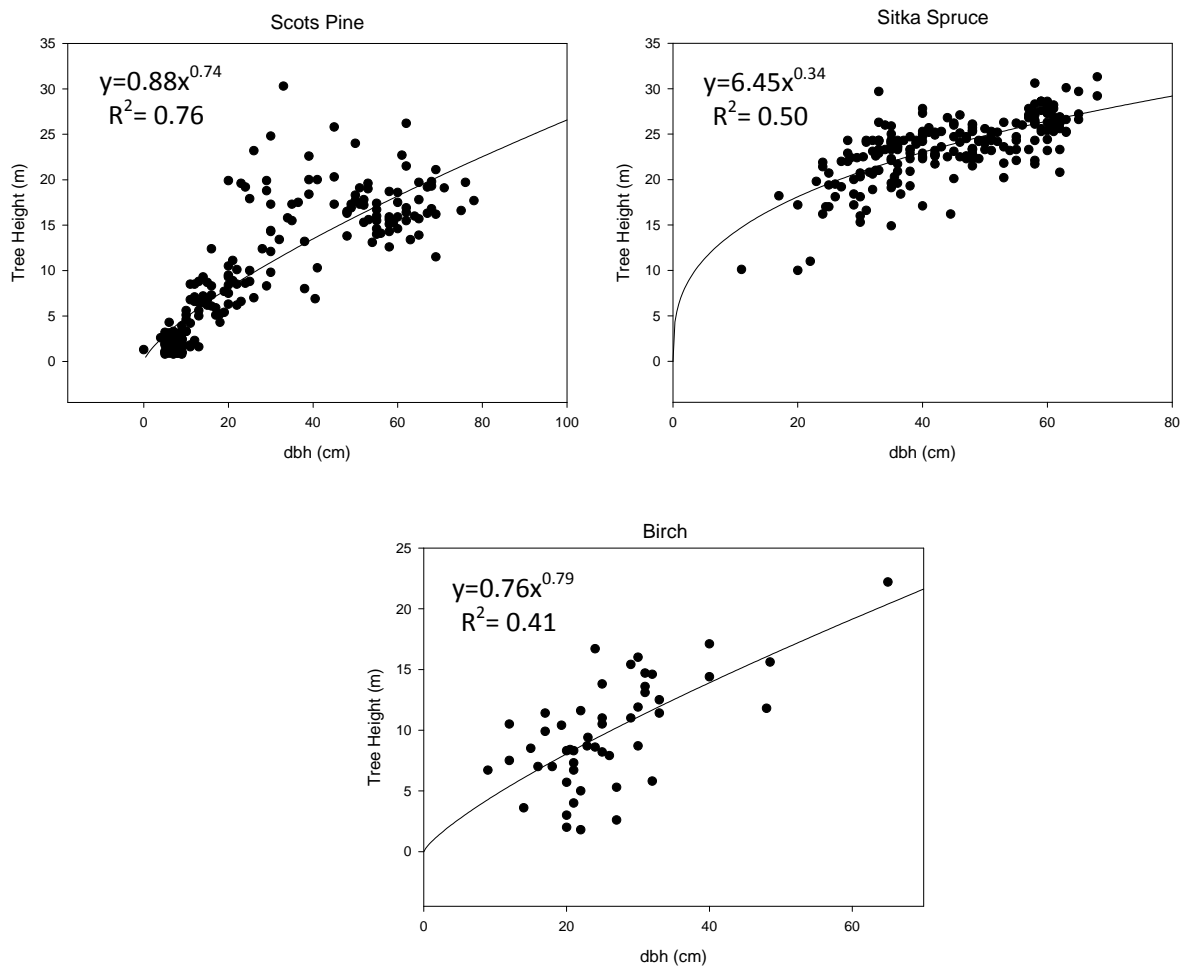 Scots Pine
y=0.88x^0.74
R^2= 0.76
Tree Height (m)
35
30
25
20
15
10
5
0
0 20 40 60 80 100
dbh (cm)
Sitka Spruce
y=6.45x^0.34
R^2= 0.50
Tree Height (m)
35
30
25
20
15
10
5
0
0 20 40 60 80
dbh (cm)
Birch
y=0.76x^0.79
R^2= 0.41
Tree Height (m)
25
20
15
10
5
0
0 20 40 60
dbh (cm)